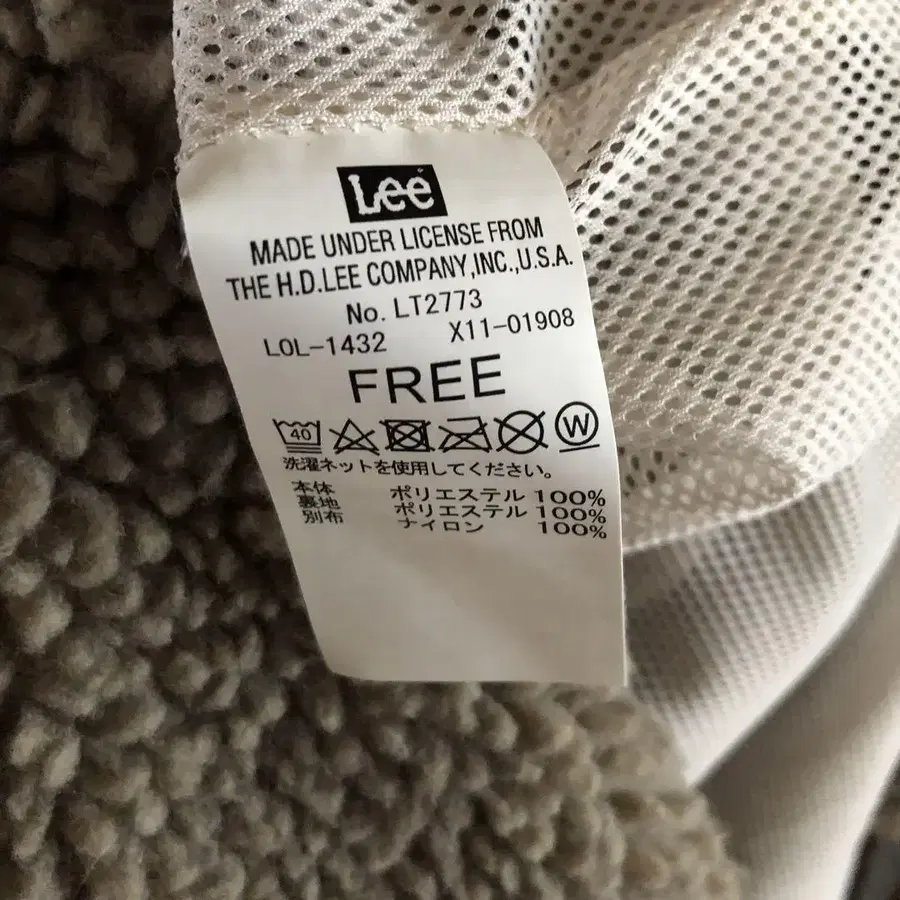 Lee
MADE UNDER LICENSE FROM
THE H.D.LEE COMPANY,INC.,U.S.A.
No. LT2773
LOL-1432 X11-01908
FREE
40 W
洗濯ネットを使用してください。
本体 ポリエステル 100%
裏地 ポリエステル 100%
別布 ナイロン 100%